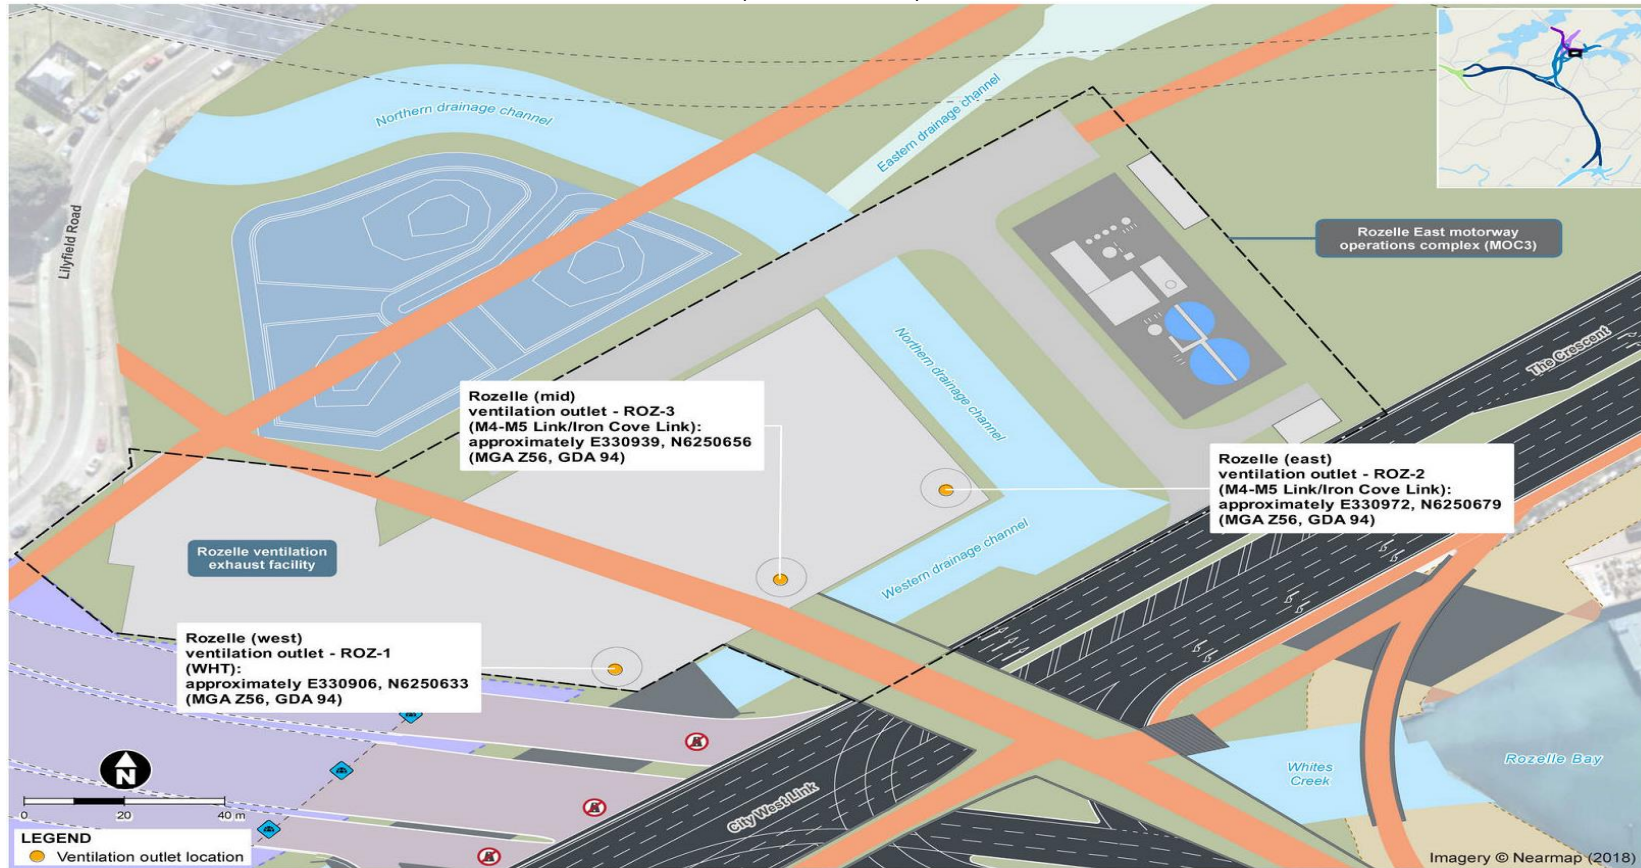 Northern drainage channel
Eastern drainage channel
Lilyfield Road
Rozelle East motorway
operations complex (MOC3)
The Crescent
Northern drainage channel
Rozelle (mid)
ventilation outlet - ROZ-3
(M4-M5 Link/Iron Cove Link):
approximately E330939, N6250656
(MGA Z56, GDA 94)
Rozelle (east)
ventilation outlet - ROZ-2
(M4-M5 Link/Iron Cove Link):
approximately E330972, N6250679
(MGA Z56, GDA 94)
Rozelle ventilation
exhaust facility
Western drainage channel
Rozelle (west)
ventilation outlet - ROZ-1
(WHT):
approximately E330906, N6250633
(MGA Z56, GDA 94)
Whites
Creek
Rozelle Bay
City West Link
N
0 20 40 m
LEGEND
Ventilation outlet location
Imagery © Nearmap (2018)